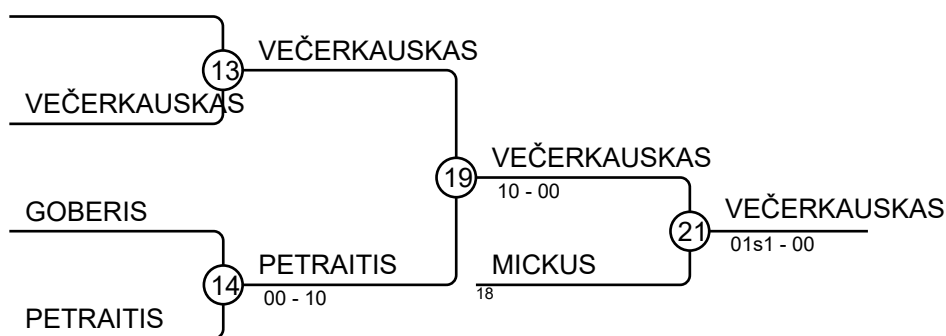 VEČERKAUSKAS
13
VEČERKAUSKAS
VEČERKAUSKAS
19
10 - 00
GOBERIS
VEČERKAUSKAS
21
01s1 - 00
PETRAITIS
14
00 - 10
MICKUS
18
PETRAITIS